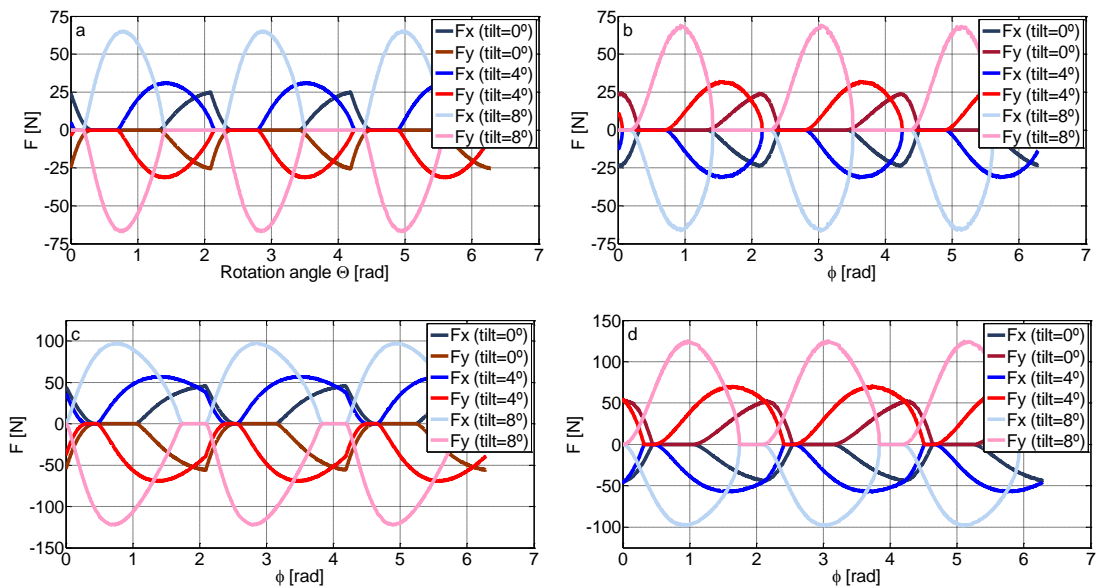 a
75
50
25
0
-25
-50
-75
F [N]
0 1 2 3 4 5 6 7
Rotation angle Θ [rad]
Fx (tilt=0º)
Fy (tilt=0º)
Fx (tilt=4º)
Fy (tilt=4º)
Fx (tilt=8º)
Fy (tilt=8º)
b
75
50
25
0
-25
-50
-75
F [N]
0 1 2 3 4 5 6 7
ϕ [rad]
Fx (tilt=0º)
Fy (tilt=0º)
Fx (tilt=4º)
Fy (tilt=4º)
Fx (tilt=8º)
Fy (tilt=8º)
c
100
50
0
-50
-100
-150
F [N]
0 1 2 3 4 5 6 7
ϕ [rad]
Fx (tilt=0º)
Fy (tilt=0º)
Fx (tilt=4º)
Fy (tilt=4º)
Fx (tilt=8º)
Fy (tilt=8º)
d
150
100
50
0
-50
-100
F [N]
0 1 2 3 4 5 6 7
ϕ [rad]
Fx (tilt=0º)
Fy (tilt=0º)
Fx (tilt=4º)
Fy (tilt=4º)
Fx (tilt=8º)
Fy (tilt=8º)